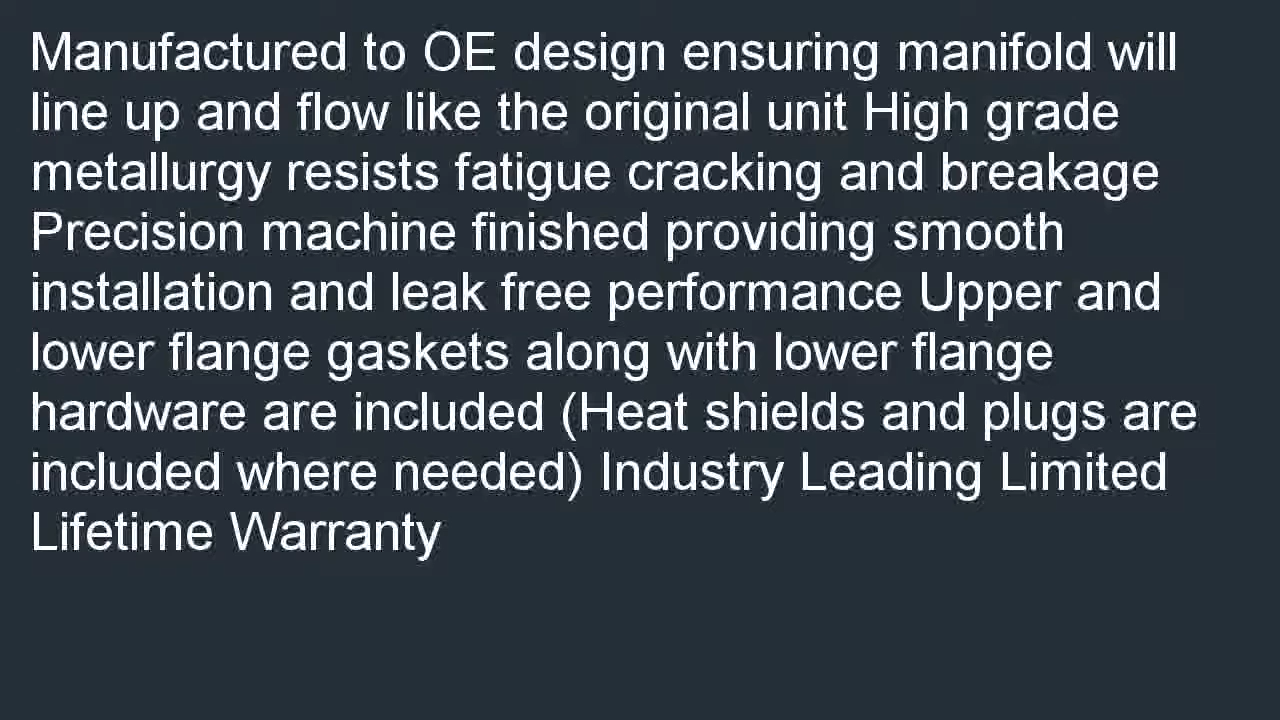 Manufactured to OE design ensuring manifold will
line up and flow like the original unit High grade
metallurgy resists fatigue cracking and breakage
Precision machine finished providing smooth
installation and leak free performance Upper and
lower flange gaskets along with lower flange
hardware are included (Heat shields and plugs are
included where needed) Industry Leading Limited
Lifetime Warranty